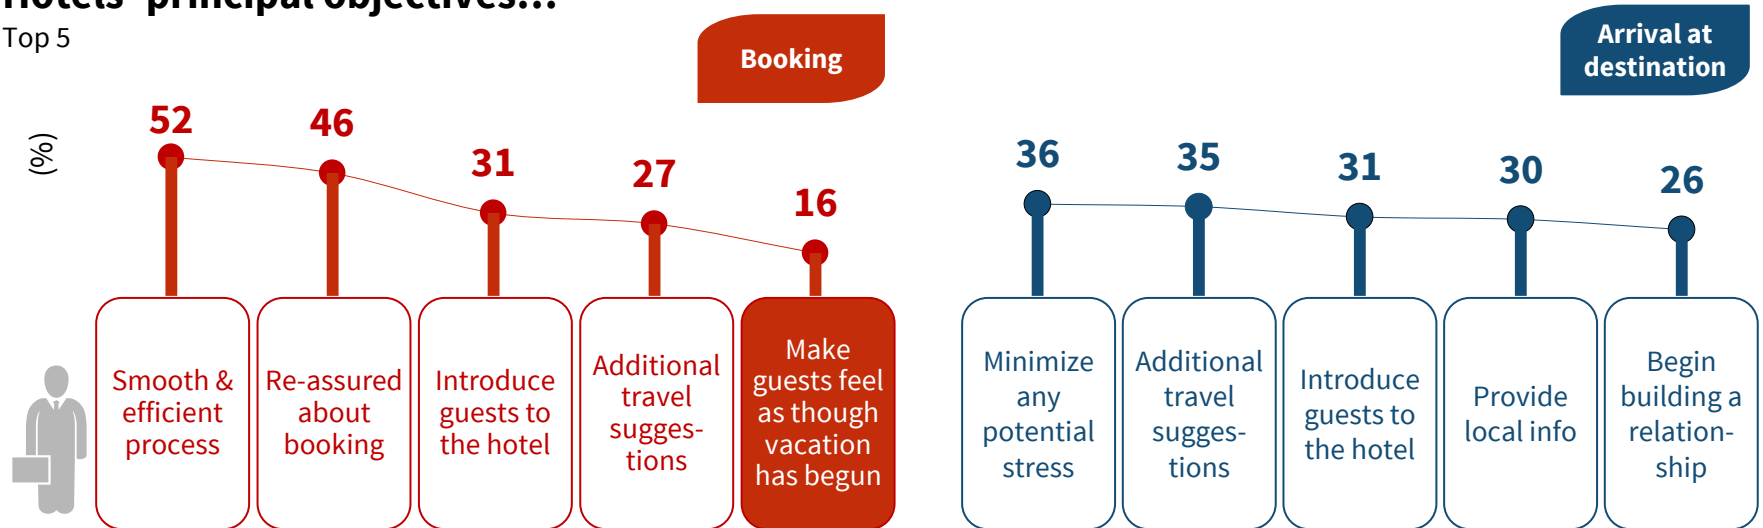 Hotels' principal objectives...
Top 5
Booking
Arrival at
destination
(%)
52
46
31
27
16
36
35
31
30
26
Smooth &
efficient
process
Re-assured
about
booking
Introduce
guests to
the hotel
Additional
travel
sugges-
tions
Make
guests feel
as though
vacation
has begun
Minimize
any
potential
stress
Additional
travel
sugges-
tions
Introduce
guests to
the hotel
Provide
local info
Begin
building a
relation-
ship